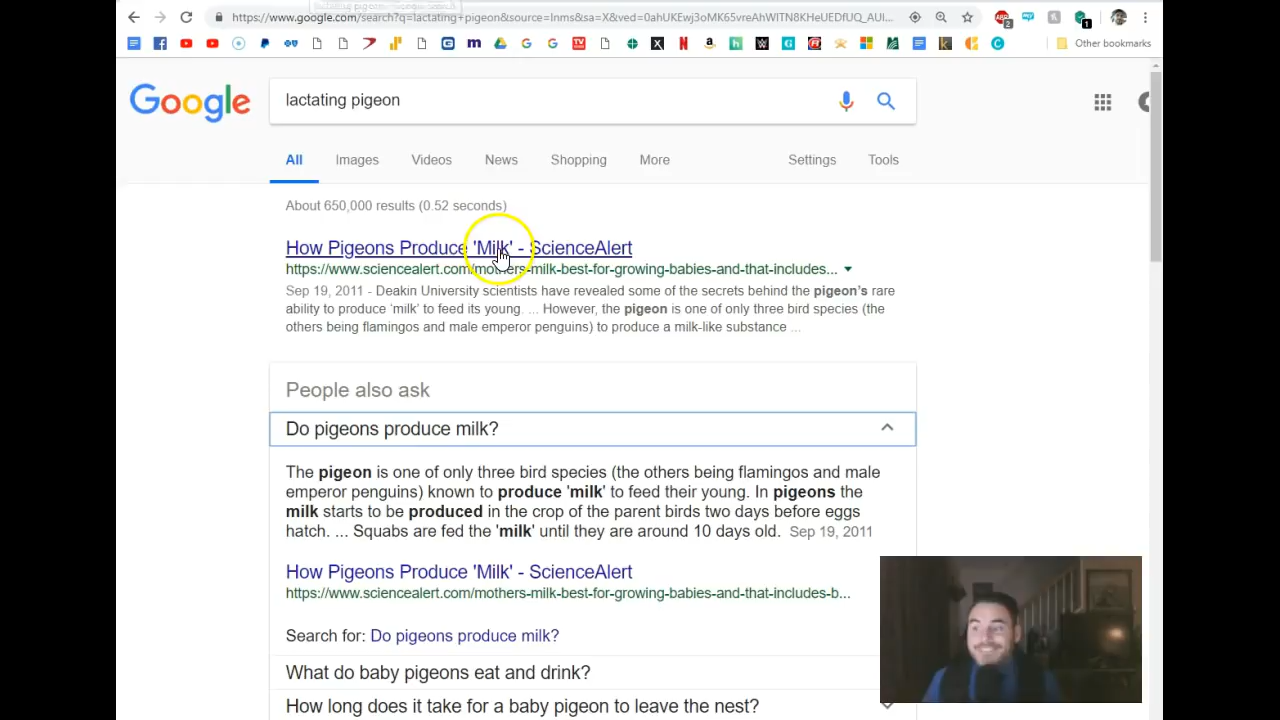 https://www.google.com/search?q=lactating+pigeon&source=lnms&sa=X&ved=0ahUKEwj3oMK65vreAhWITN8KHeUEDfUQ_AUI...
Other bookmarks
Google
lactating pigeon
All Images Videos News Shopping More Settings Tools
About 650,000 results (0.52 seconds)
How Pigeons Produce 'Milk' - ScienceAlert
https://www.sciencealert.com/mothers-milk-best-for-growing-babies-and-that-includes...
Sep 19, 2011 - Deakin University scientists have revealed some of the secrets behind the pigeon's rare
ability to produce 'milk' to feed its young. ... However, the pigeon is one of only three bird species (the
others being flamingos and male emperor penguins) to produce a milk-like substance ...
People also ask
Do pigeons produce milk?
The pigeon is one of only three bird species (the others being flamingos and male
emperor penguins) known to produce 'milk' to feed their young. In pigeons the
milk starts to be produced in the crop of the parent birds two days before eggs
hatch. ... Squabs are fed the 'milk' until they are around 10 days old. Sep 19, 2011
How Pigeons Produce 'Milk' - ScienceAlert
https://www.sciencealert.com/mothers-milk-best-for-growing-babies-and-that-includes-b...
Search for: Do pigeons produce milk?
What do baby pigeons eat and drink?
How long does it take for a baby pigeon to leave the nest?